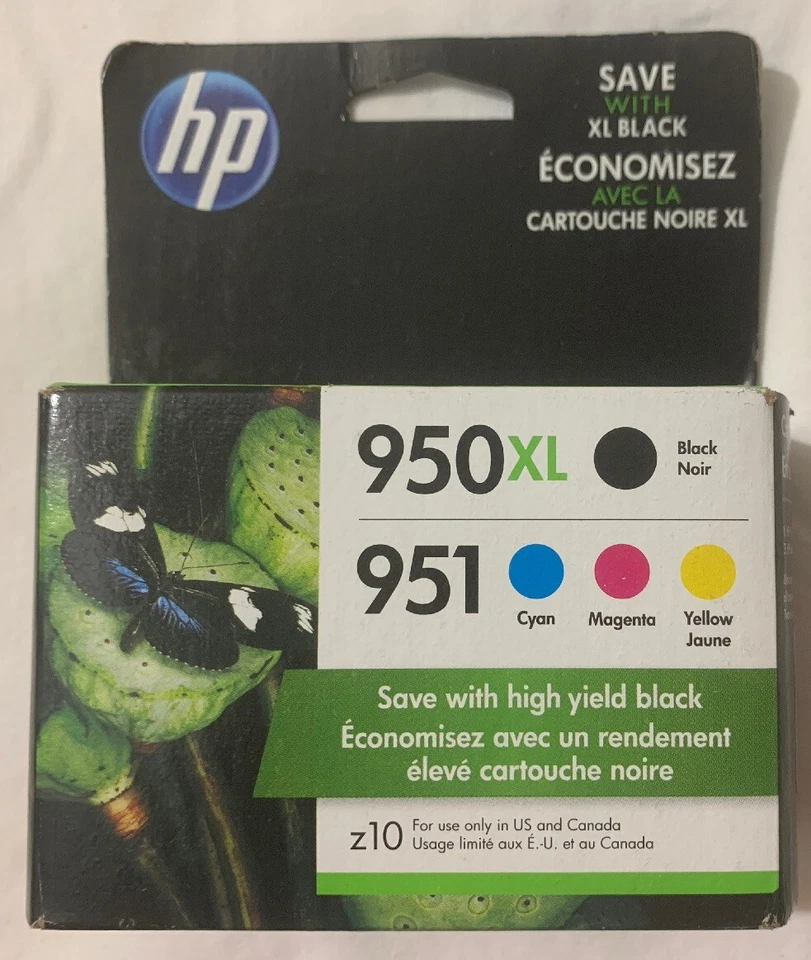 hp
SAVE
WITH
XL BLACK
ÉCONOMISEZ
AVEC LA
CARTOUCHE NOIRE XL
950XL
Black
Noir
951
Cyan
Magenta
Yellow
Jaune
Save with high yield black
Économisez avec un rendement
élevé cartouche noire
z10
For use only in US and Canada
Usage limité aux É.-U. et au Canada